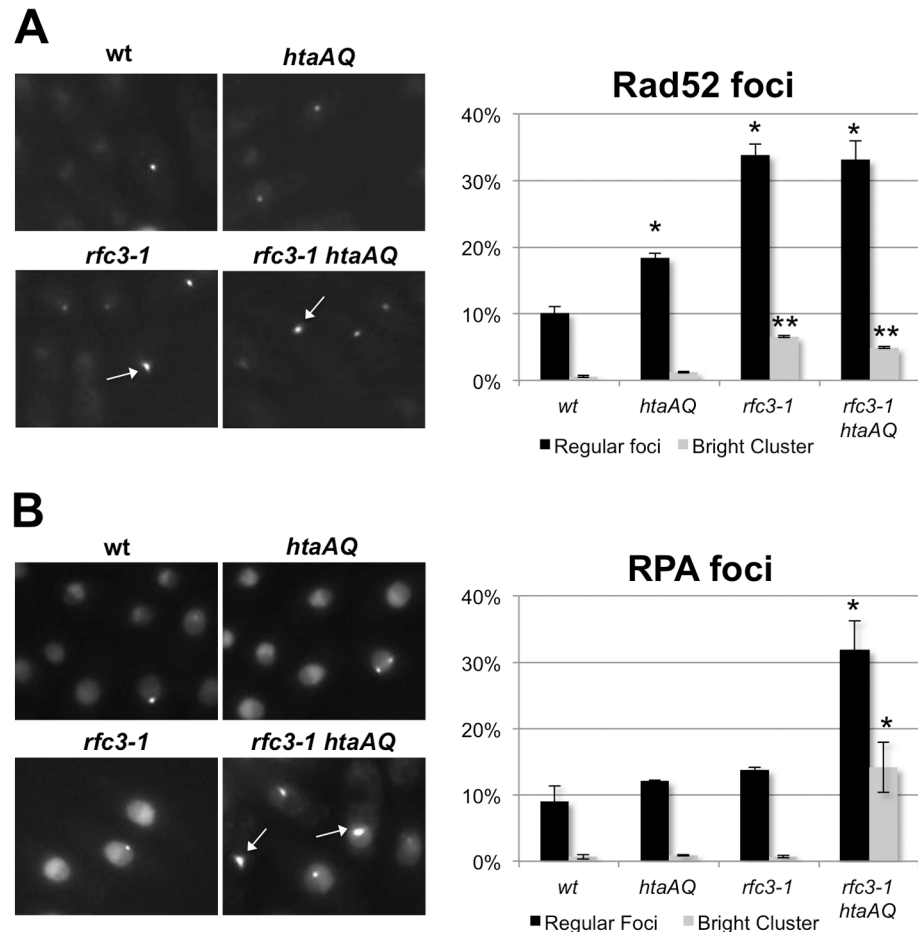 A
wt
htaAQ
rfc3-1
rfc3-1 htaAQ
Rad52 foci
40%
30%
20%
10%
0%
*
*
*
**
**
wt
htaAQ
rfc3-1
rfc3-1
htaAQ
Regular foci
Bright Cluster
B
wt
htaAQ
rfc3-1
rfc3-1 htaAQ
RPA foci
40%
30%
20%
10%
0%
*
*
wt
htaAQ
rfc3-1
rfc3-1
htaAQ
Regular Foci
Bright Cluster